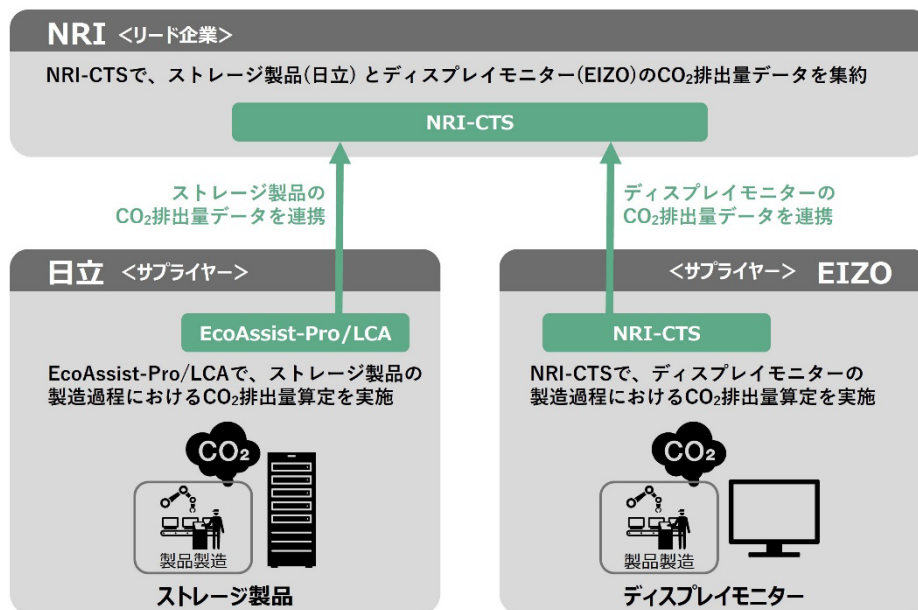 NRI <リード企業>
NRI-CTSで、ストレージ製品(日立) とディスプレイモニター(EIZO)のCO₂排出量データを集約
NRI-CTS
ストレージ製品の
CO₂排出量データを連携
ディスプレイモニターの
CO₂排出量データを連携
日立 <サプライヤー>
EcoAssist-Pro/LCA
EcoAssist-Pro/LCAで、ストレージ製品の
製造過程におけるCO₂排出量算定を実施
CO₂
製品製造
ストレージ製品
<サプライヤー> EIZO
NRI-CTS
NRI-CTSで、ディスプレイモニターの
製造過程におけるCO₂排出量算定を実施
CO₂
製品製造
ディスプレイモニター